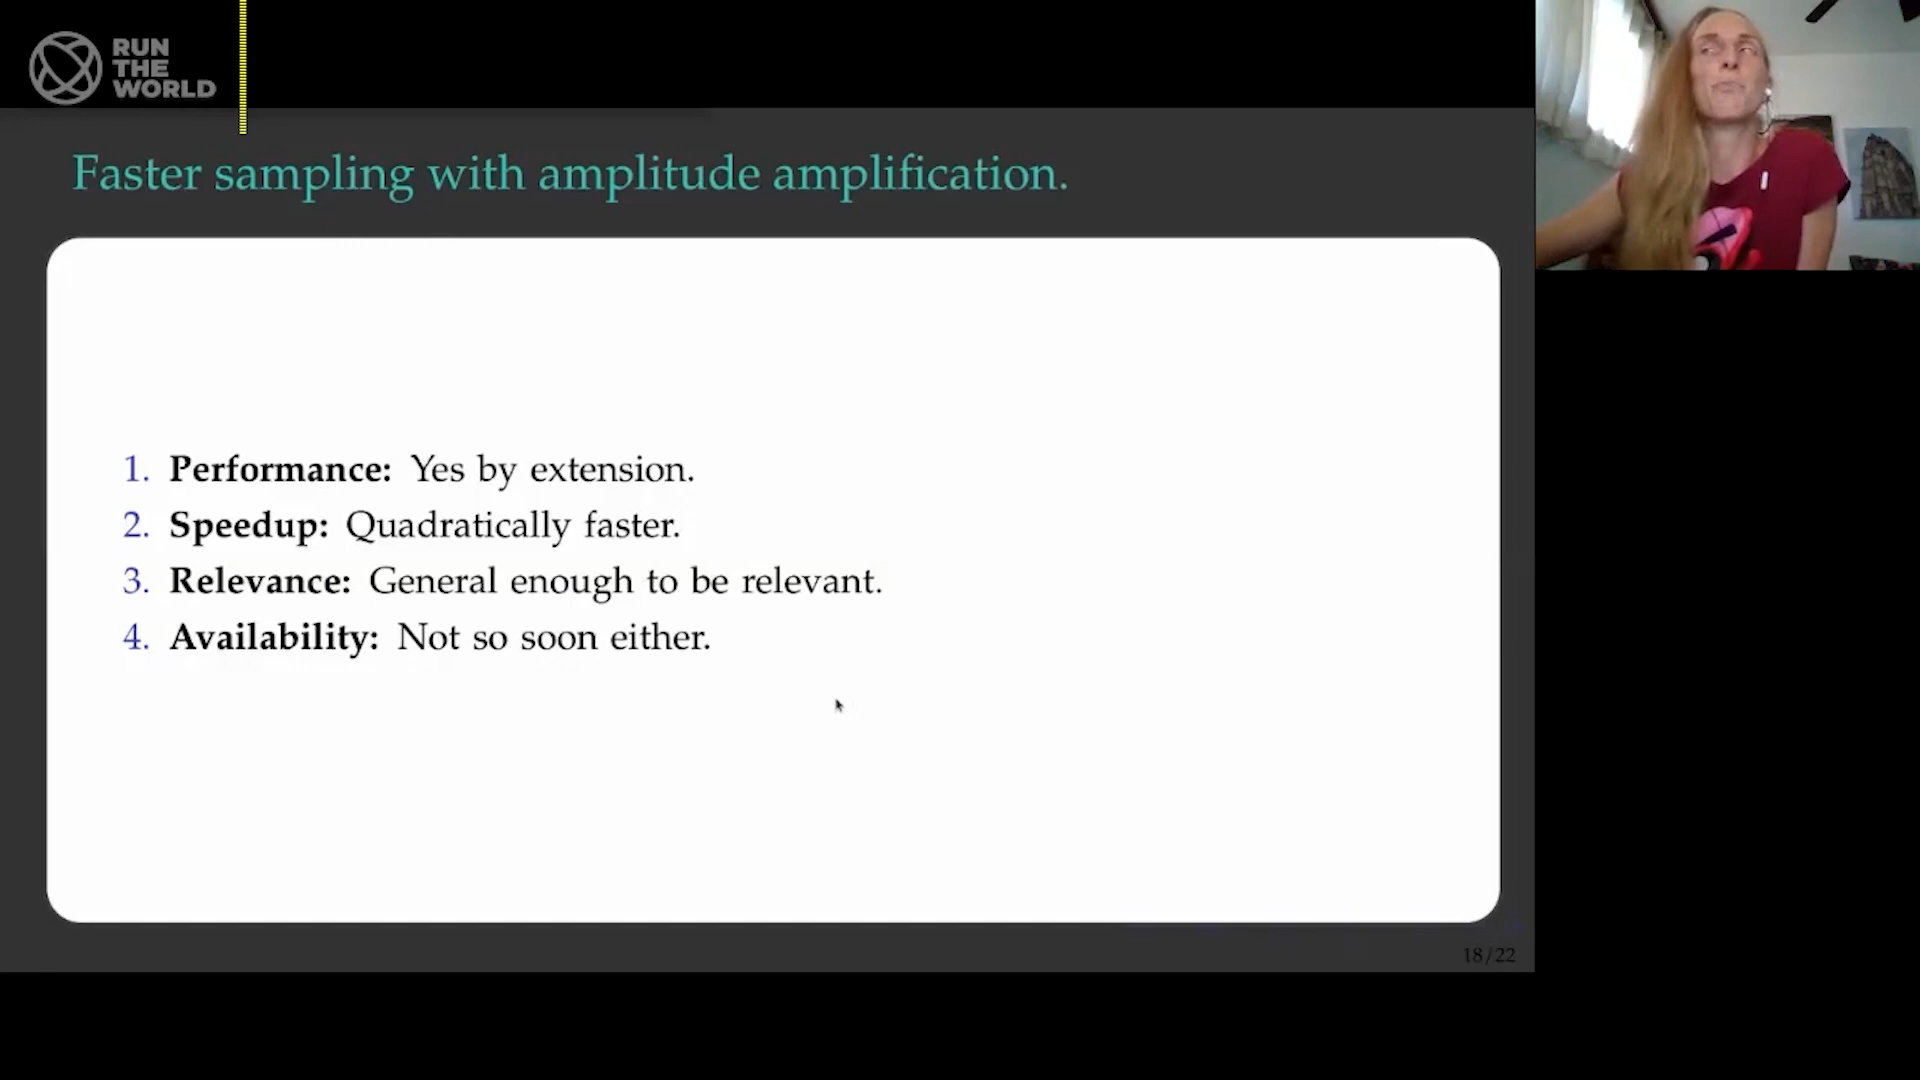 RUN
THE
WORLD
Faster sampling with amplitude amplification.
1. Performance: Yes by extension.
2. Speedup: Quadratically faster.
3. Relevance: General enough to be relevant.
4. Availability: Not so soon either.
18/22